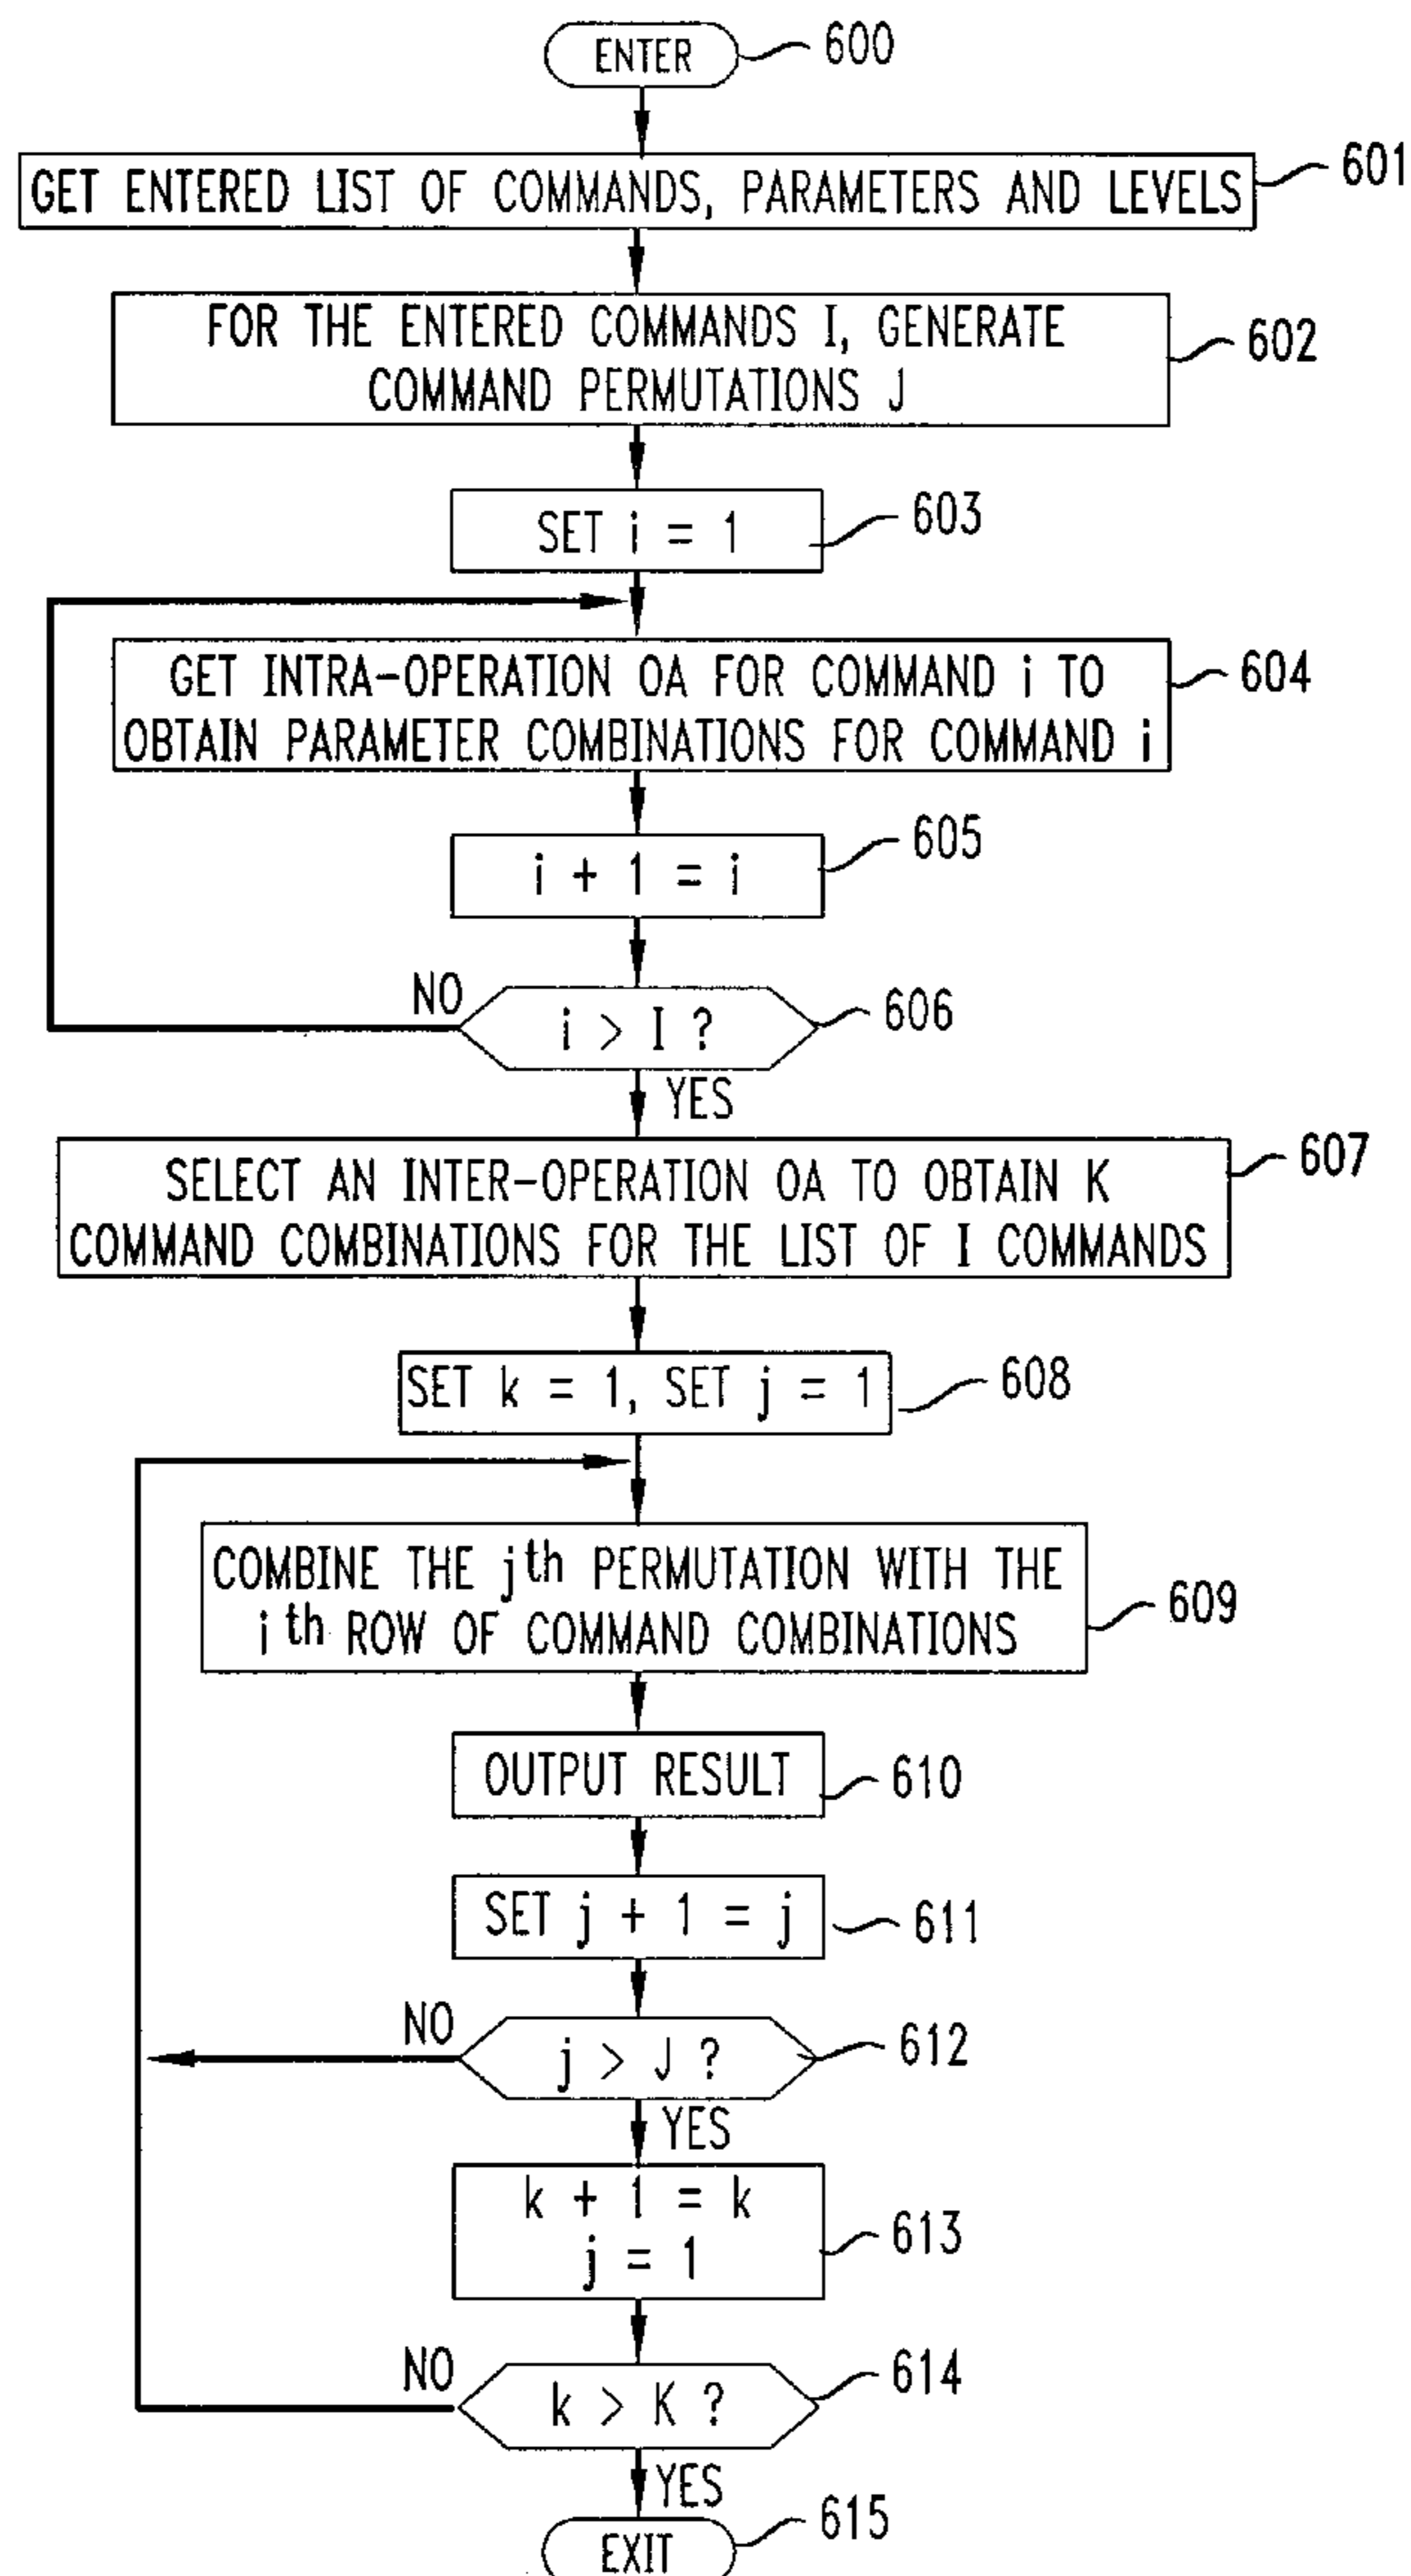 ENTER
600
GET ENTERED LIST OF COMMANDS, PARAMETERS AND LEVELS
601
FOR THE ENTERED COMMANDS I, GENERATE
COMMAND PERMUTATIONS J
602
SET i = 1
603
GET INTRA-OPERATION OA FOR COMMAND i TO
OBTAIN PARAMETER COMBINATIONS FOR COMMAND i
604
i + 1 = i
605
NO
i > I ?
606
YES
SELECT AN INTER-OPERATION OA TO OBTAIN K
COMMAND COMBINATIONS FOR THE LIST OF I COMMANDS
607
SET k = 1, SET j = 1
608
COMBINE THE jth PERMUTATION WITH THE
ith ROW OF COMMAND COMBINATIONS
609
OUTPUT RESULT
610
SET j + 1 = j
611
NO
j > J ?
612
YES
k + 1 = k
j = 1
613
NO
k > K ?
614
YES
EXIT
615